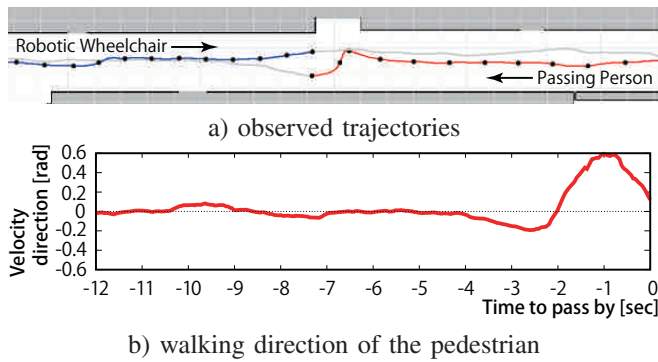 Robotic Wheelchair
Passing Person
a) observed trajectories
Velocity
direction [rad]
0.6
0.4
0.2
0
-0.2
-0.4
-0.6
-12 -11 -10 -9 -8 -7 -6 -5 -4 -3 -2 -1 0
Time to pass by [sec]
b) walking direction of the pedestrian